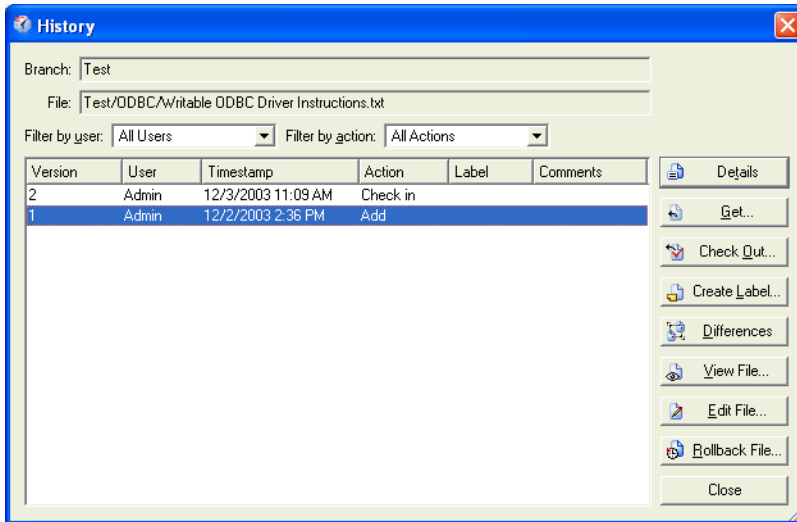 History
Branch: Test
File: Test/ODBC/Writable ODBC Driver Instructions.txt
Filter by user: All Users Filter by action: All Actions
Version User Timestamp Action Label Comments
2 Admin 12/3/2003 11:09 AM Check in
1 Admin 12/2/2003 2:36 PM Add
Details
Get...
Check Out...
Create Label...
Differences
View File...
Edit File...
Rollback File...
Close